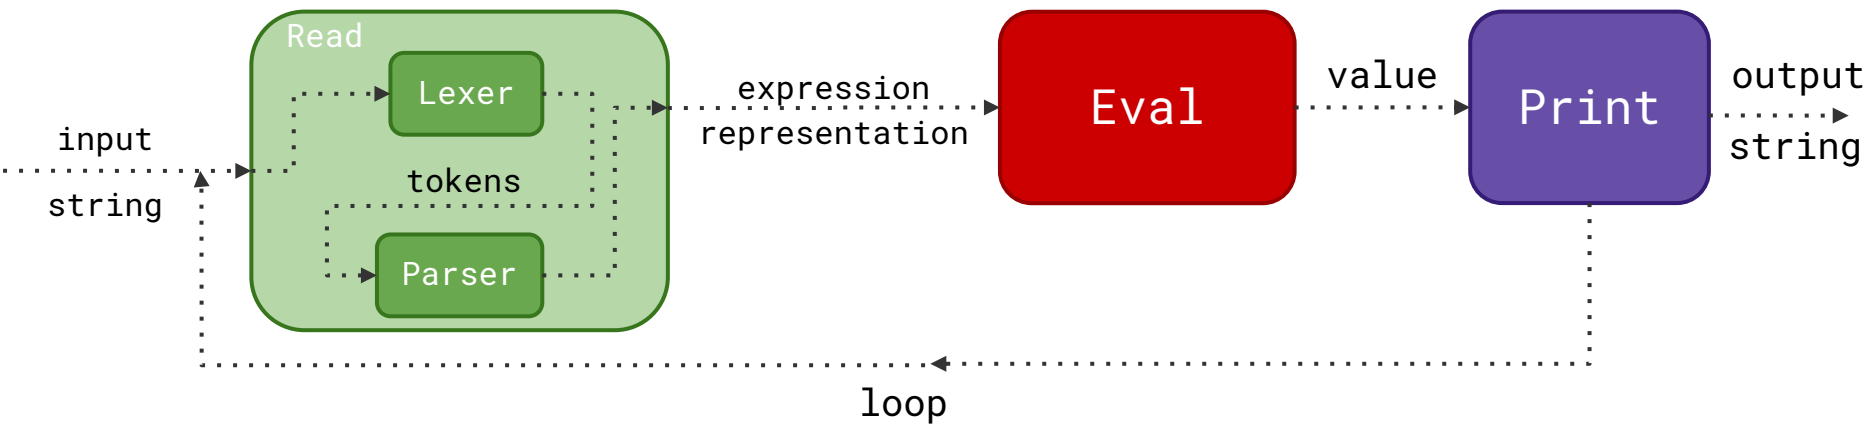 Read
Lexer
tokens
Parser
input
string
expression
representation
Eval
value
Print
output
string
loop